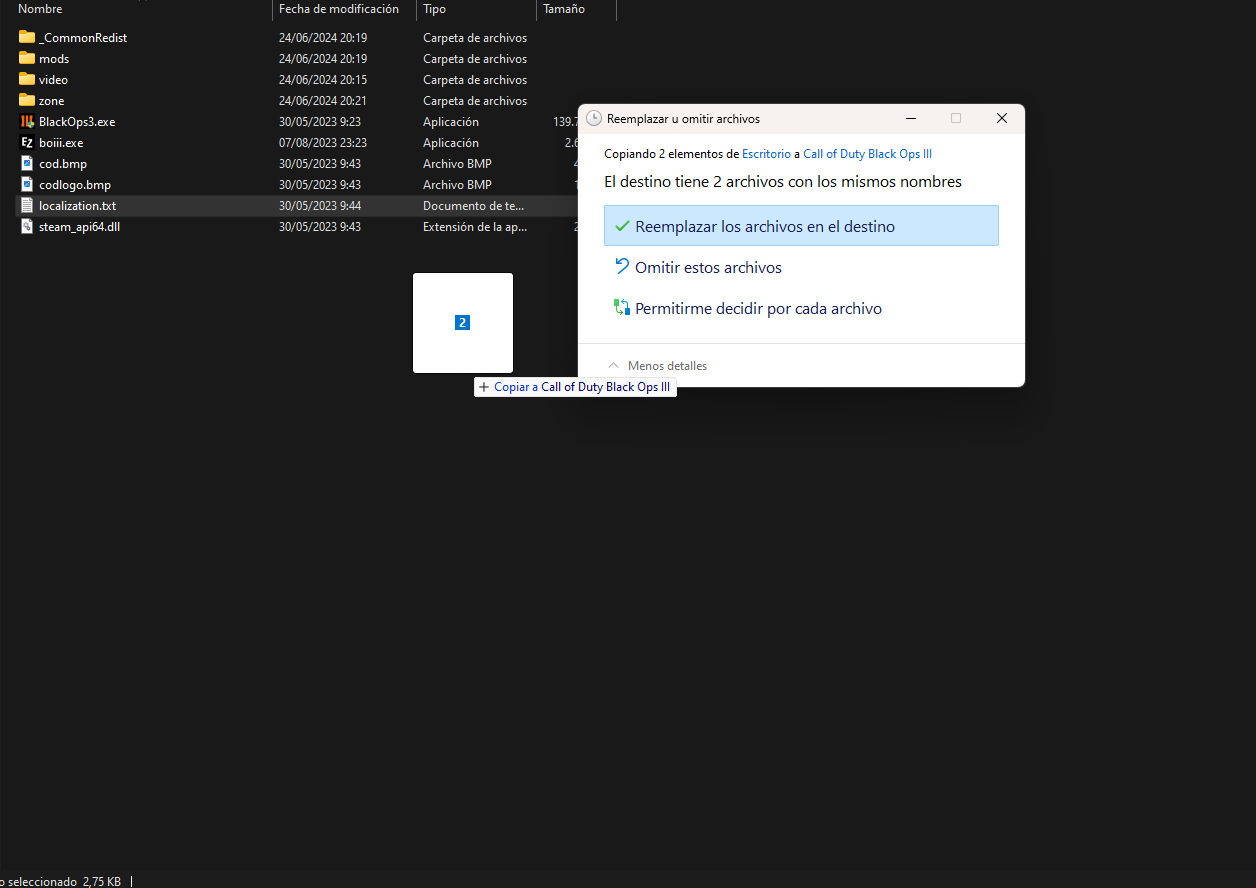 Nombre Fecha de modificación Tipo Tamaño
_CommonRedist 24/06/2024 20:19 Carpeta de archivos
mods 24/06/2024 20:19 Carpeta de archivos
video 24/06/2024 20:15 Carpeta de archivos
zone 24/06/2024 20:21 Carpeta de archivos
BlackOps3.exe 30/05/2023 9:23 Aplicación 139.7
boiii.exe 07/08/2023 23:23 Aplicación 2.6
cod.bmp 30/05/2023 9:43 Archivo BMP 4
codlogo.bmp 30/05/2023 9:43 Archivo BMP 1
localization.txt 30/05/2023 9:44 Documento de te...
steam_api64.dll 30/05/2023 9:43 Extensión de la ap... 2
Reemplazar u omitir archivos
Copiando 2 elementos de Escritorio a Call of Duty Black Ops III
El destino tiene 2 archivos con los mismos nombres
Reemplazar los archivos en el destino
Omitir estos archivos
Permitirme decidir por cada archivo
Menos detalles
2
+ Copiar a Call of Duty Black Ops III
o seleccionado 2,75 KB